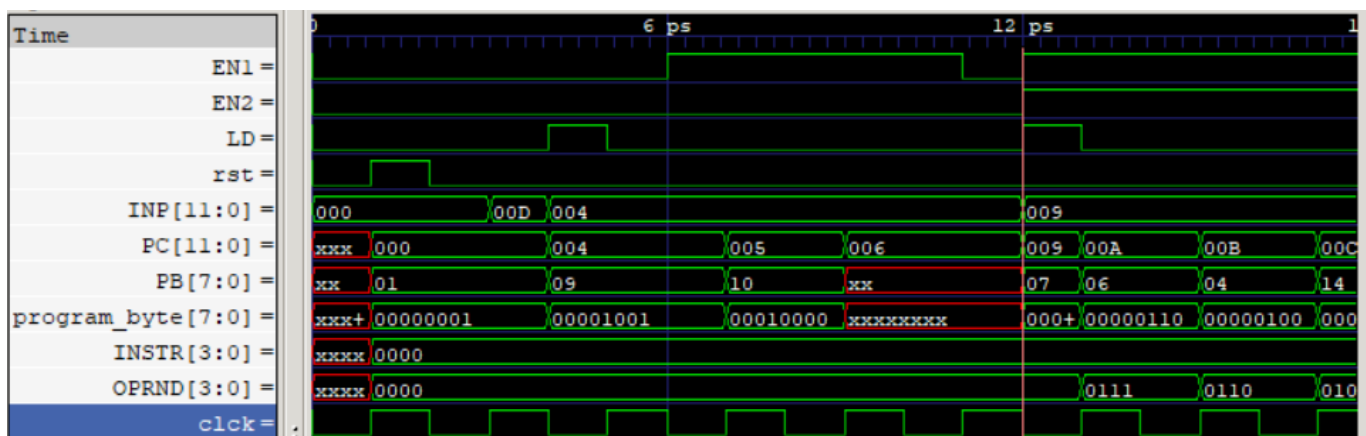 Time 0 6 ps 12 ps 1
EN1 =
EN2 =
LD =
rst =
INP[11:0] = 000 00D 004 009
PC[11:0] = xxx 000 004 005 006 009 00A 00B 00C
PB[7:0] = xx 01 09 10 xx 07 06 04 14
program_byte[7:0] = xxx+ 00000001 00001001 00010000 xxxxxxxx 000+ 00000110 00000100 000
INSTR[3:0] = xxxx 0000
OPRND[3:0] = xxxx 0000 0111 0110 010
clck =